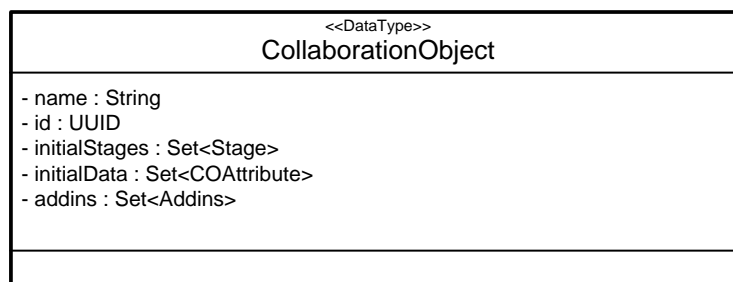 <<DataType>>
CollaborationObject
- name : String
- id : UUID
- initialStages : Set<Stage>
- initialData : Set<COAttribute>
- addins : Set<Addins>